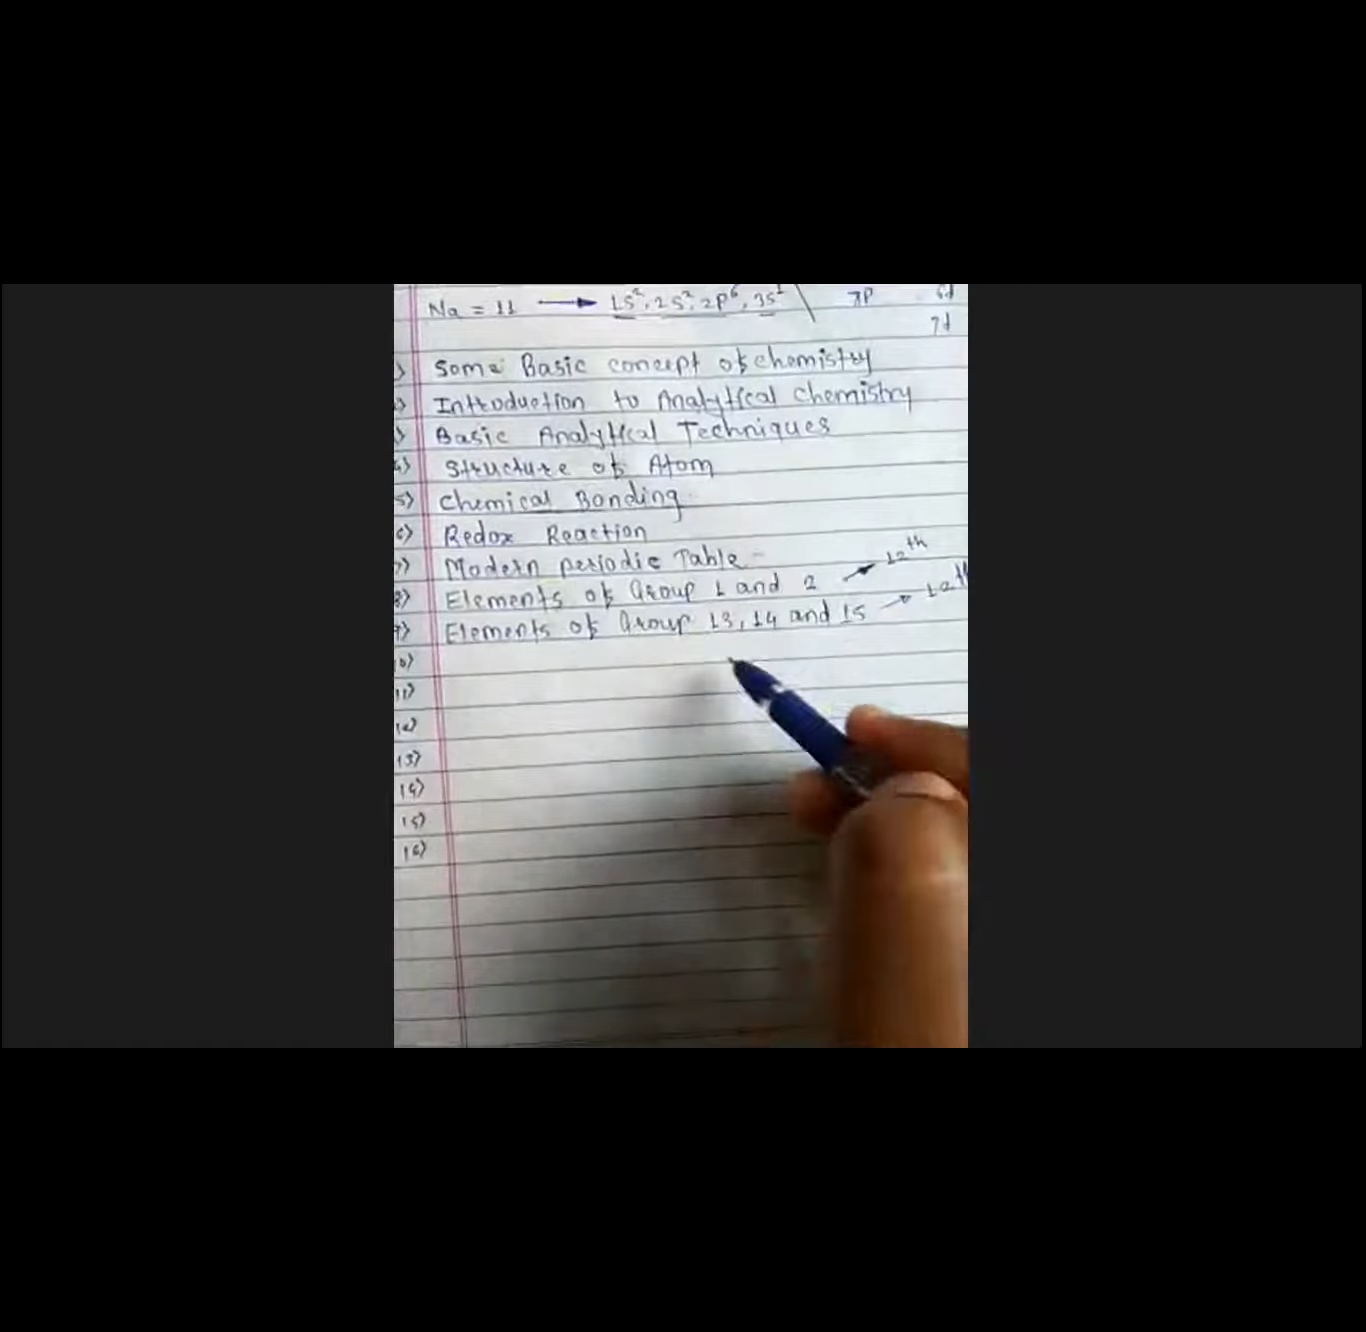 Na = 11 → 1s², 2s², 2p⁶, 3s¹ \ 7p 6d
7d
) Some Basic concept of chemistry
) Introduction to Analytical chemistry
) Basic Analytical Techniques
4) Structure of Atom
5) Chemical Bonding
6) Redox Reaction
7) Modern periodic Table -
8) Elements of Group 1 and 2 → 12th
9) Elements of Group 13, 14 and 15 → 12th
10)
11)
12)
13)
14)
15)
16)